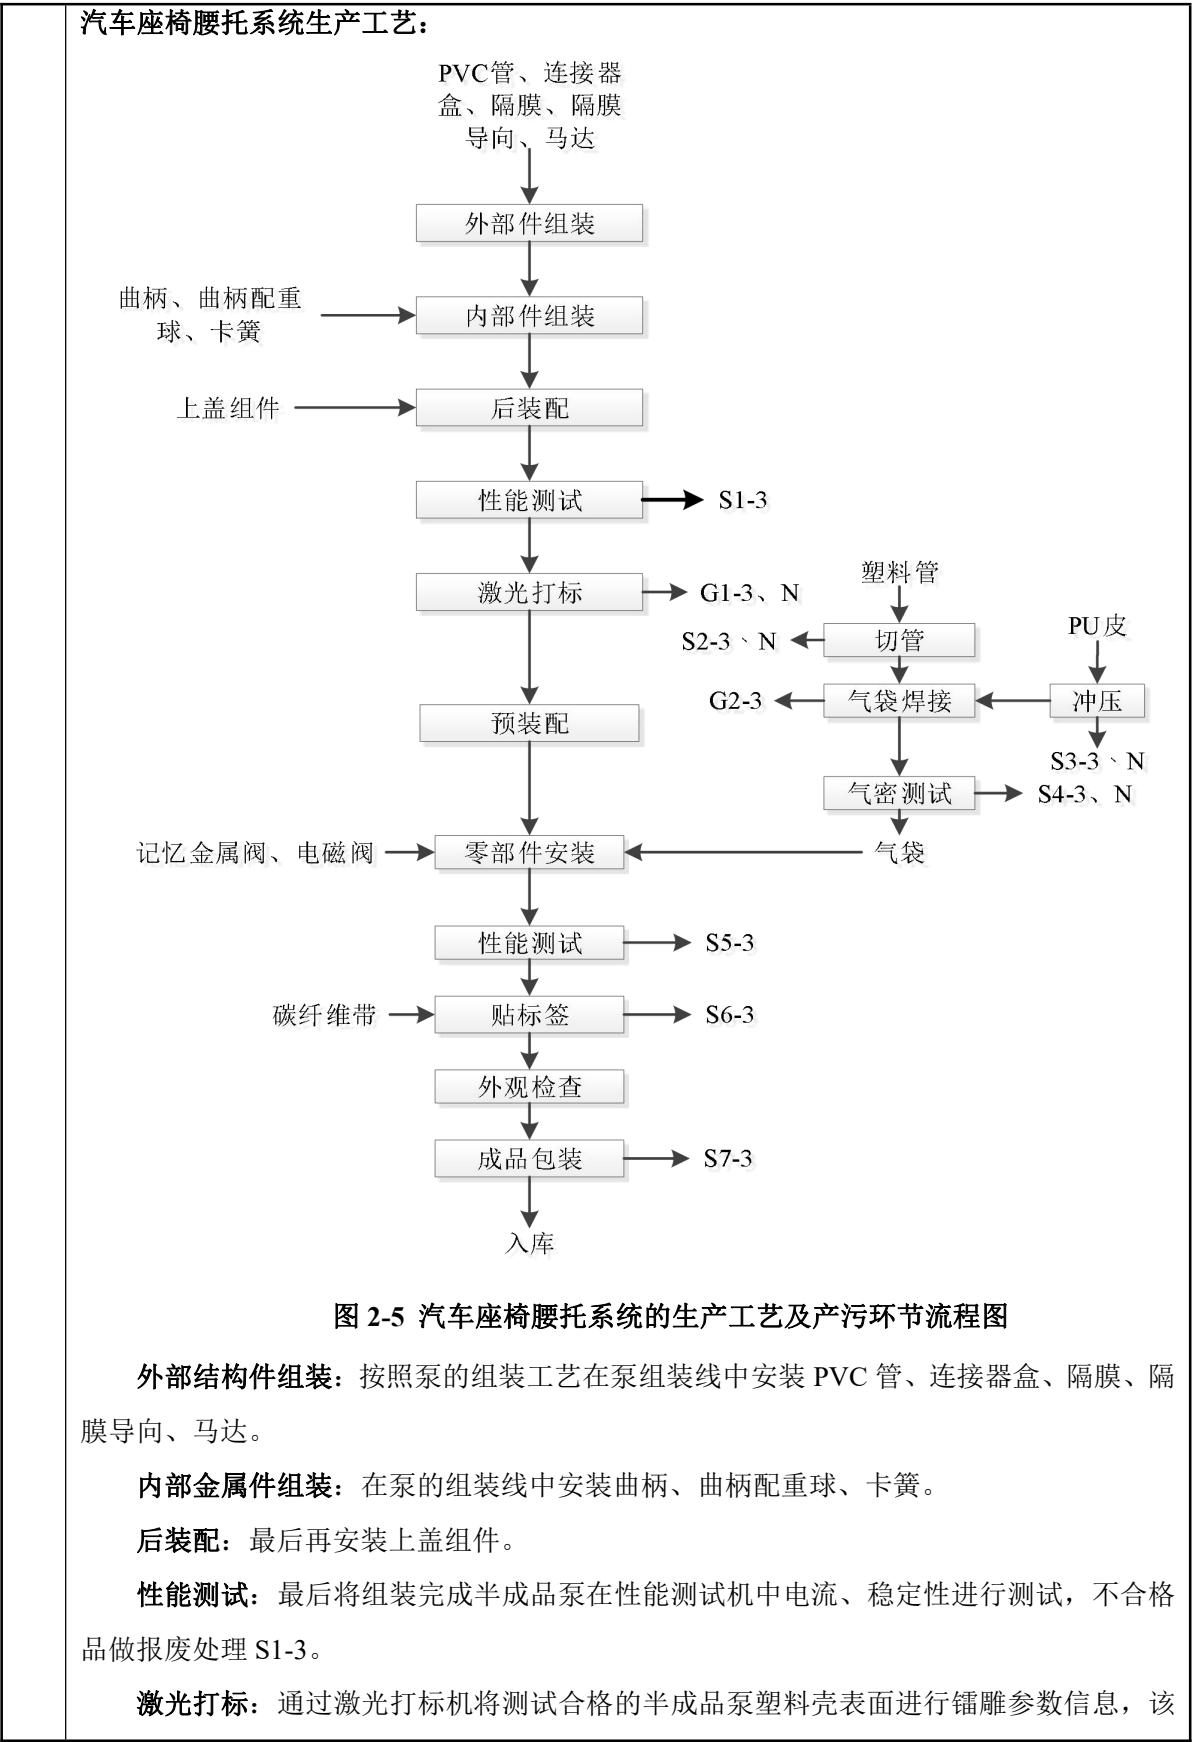 汽车座椅腰托系统生产工艺：
PVC管、连接器
盒、隔膜、隔膜
导向、马达
外部件组装
曲柄、曲柄配重
球、卡簧
内部件组装
上盖组件
后装配
性能测试
S1-3
激光打标
G1-3、N
塑料管
S2-3、N
切管
PU皮
G2-3
气袋焊接
冲压
预装配
S3-3、N
气密测试
S4-3、N
记忆金属阀、电磁阀
零部件安装
气袋
性能测试
S5-3
碳纤维带
贴标签
S6-3
外观检查
成品包装
S7-3
入库
图 2-5 汽车座椅腰托系统的生产工艺及产污环节流程图
外部结构件组装：按照泵的组装工艺在泵组装线中安装 PVC 管、连接器盒、隔膜、隔
膜导向、马达。
内部金属件组装：在泵的组装线中安装曲柄、曲柄配重球、卡簧。
后装配：最后再安装上盖组件。
性能测试：最后将组装完成半成品泵在性能测试机中电流、稳定性进行测试，不合格
品做报废处理 S1-3。
激光打标：通过激光打标机将测试合格的半成品泵塑料壳表面进行镭雕参数信息，该